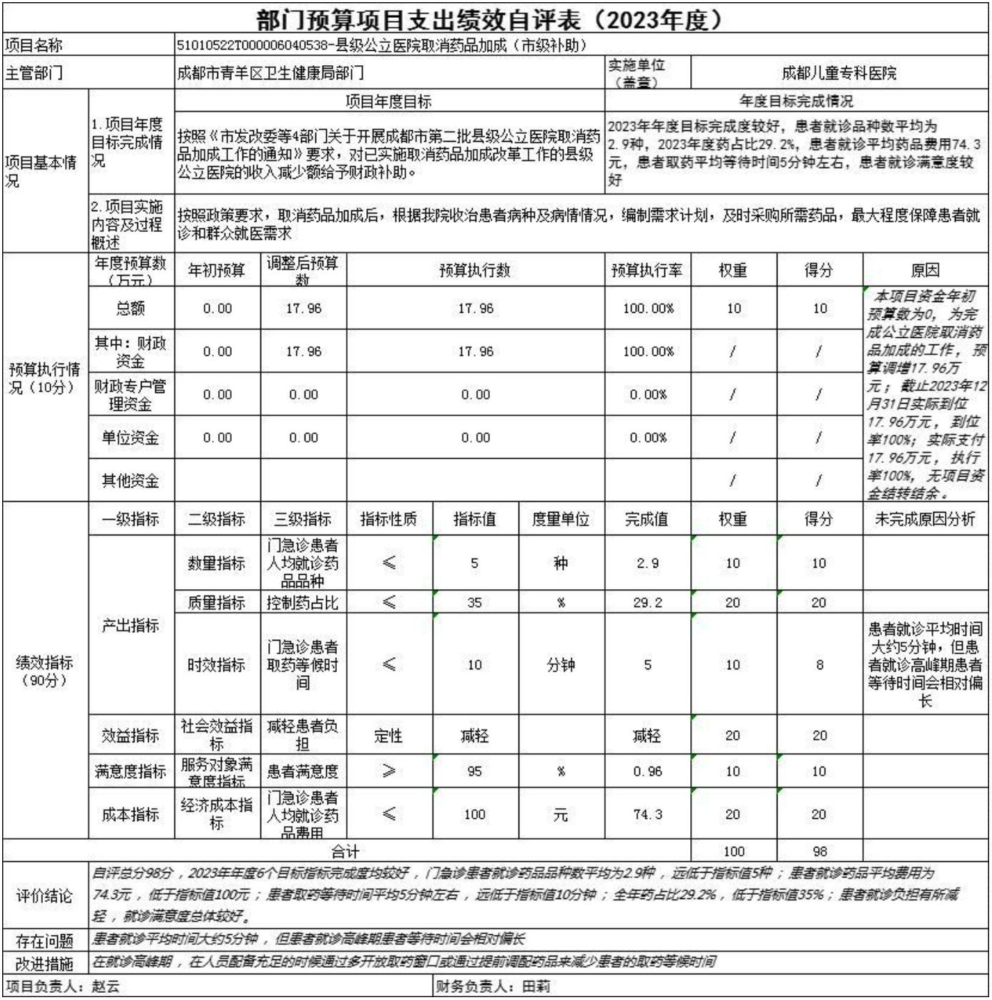 部门预算项目支出绩效自评表（2023年度）
项目名称
51010522T000006040538-县级公立医院取消药品加成（市级补助）
主管部门
成都市青羊区卫生健康局部门
实施单位
（盖章）
成都儿童专科医院
项目基本情
况
1.项目年度
目标完成情
况
项目年度目标
年度目标完成情况
按照《市发改委等4部门关于开展成都市第二批县级公立医院取消药
品加成工作的通知》要求，对已实施取消药品加成改革工作的县级
公立医院的收入减少额给予财政补助。
2023年年度目标完成度较好，患者就诊品种数平均为
2.9种，2023年度药占比29.2%，患者就诊平均药品费用74.3
元，患者取药平均等待时间5分钟左右，患者就诊满意度较
好
2.项目实施
内容及过程
概述
按照政策要求，取消药品加成后，根据我院收治患者病种及病情情况，编制需求计划，及时采购所需药品，最大程度保障患者就
诊和群众就医需求
预算执行情
况（10分）
年度预算数
（万元）
年初预算
调整后预算
数
预算执行数
预算执行率
权重
得分
原因
总额
0.00
17.96
17.96
100.00%
10
10
本项目资金年初
预算数为0，为完
成公立医院取消药
品加成的工作，预
算调增17.96万
元；截止2023年12
月31日实际到位
17.96万元，到位
率100%；实际支付
17.96万元，执行
率100%，无项目资
金结转结余。
其中：财政
资金
0.00
17.96
17.96
100.00%
/
/
财政专户管
理资金
0.00
0.00
0.00
0.00%
/
/
单位资金
0.00
0.00
0.00
0.00%
/
/
其他资金
/
/
绩效指标
（90分）
一级指标
二级指标
三级指标
指标性质
指标值
度量单位
完成值
权重
得分
未完成原因分析
产出指标
数量指标
门急诊患者
人均就诊药
品品种
≤
5
种
2.9
10
10
质量指标
控制药占比
≤
35
%
29.2
20
20
时效指标
门急诊患者
取药等候时
间
≤
10
分钟
5
10
8
患者就诊平均时间
大约5分钟，但患
者就诊高峰期患者
等待时间会相对偏
长
效益指标
社会效益指
标
减轻患者负
担
定性
减轻
减轻
20
20
满意度指标
服务对象满
意度指标
患者满意度
≥
95
%
0.96
10
10
成本指标
经济成本指
标
门急诊患者
人均就诊药
品费用
≤
100
元
74.3
20
20
合计
100
98
评价结论
自评总分98分，2023年年度6个目标指标完成度均较好，门急诊患者就诊药品品种数平均为2.9种，远低于指标值5种；患者就诊药品平均费用为
74.3元，低于指标值100元；患者取药等待时间平均5分钟左右，远低于指标值10分钟；全年药占比29.2%，低于指标值35%；患者就诊负担有所减
轻，就诊满意度总体较好。
存在问题
患者就诊平均时间大约5分钟，但患者就诊高峰期患者等待时间会相对偏长
改进措施
在就诊高峰期，在人员配备充足的时候通过多开放取药窗口或通过提前调配药品来减少患者的取药等候时间
项目负责人：赵云
财务负责人：田莉